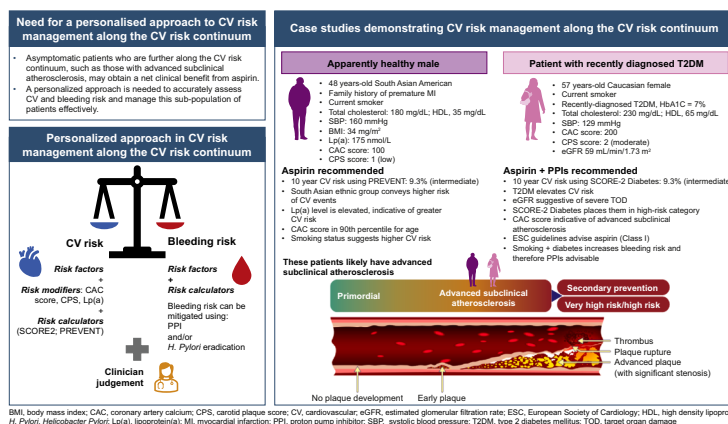 Need for a personalised approach to CV risk
management along the CV risk continuum
• Asymptomatic patients who are further along the CV risk
continuum, such as those with advanced subclinical
atherosclerosis, may obtain a net clinical benefit from aspirin.
• A personalized approach is needed to accurately assess
CV and bleeding risk and manage this sub-population of
patients effectively.
Personalized approach in CV risk
management along the CV risk continuum
CV risk
Bleeding risk
Risk factors
+
Risk modifiers: CAC
score, CPS, Lp(a)
+
Risk calculators
(SCORE2; PREVENT)
Risk factors
+
Risk calculators
Bleeding risk can be
mitigated using:
PPI
and/or
H. Pylori eradication
Clinician
judgement
Case studies demonstrating CV risk management along the CV risk continuum
Apparently healthy male
• 48 years-old South Asian American
• Family history of premature MI
• Current smoker
• Total cholesterol: 180 mg/dL; HDL, 35 mg/dL
• SBP: 160 mmHg
• BMI: 34 mg/m²
• Lp(a): 175 nmol/L
• CAC score: 100
• CPS score: 1 (low)
Aspirin recommended
• 10 year CV risk using PREVENT: 9.3% (intermediate)
• South Asian ethnic group conveys higher risk
of CV events
• Lp(a) level is elevated, indicative of greater
CV risk
• CAC score in 90th percentile for age
• Smoking status suggests higher CV risk
Patient with recently diagnosed T2DM
• 57 years-old Caucasian female
• Current smoker
• Recently-diagnosed T2DM, HbA1C = 7%
• Total cholesterol: 230 mg/dL; HDL, 65 mg/dL
• SBP: 129 mmHg
• CAC score: 200
• CPS score: 2 (moderate)
• eGFR 59 mL/min/1.73 m²
Aspirin + PPIs recommended
• 10 year CV risk using SCORE-2 Diabetes: 9.3% (intermediate)
• T2DM elevates CV risk
• eGFR suggestive of severe TOD
• SCORE-2 Diabetes places them in high-risk category
• CAC score indicative of advanced subclinical
atherosclerosis
• ESC guidelines advise aspirin (Class I)
• Smoking + diabetes increases bleeding risk and
therefore PPIs advisable
These patients likely have advanced
subclinical atherosclerosis
Primordial
Advanced subclinical
atherosclerosis
Secondary prevention
Very high risk/high risk
Thrombus
Plaque rupture
Advanced plaque
(with significant stenosis)
No plaque development
Early plaque
BMI, body mass index; CAC, coronary artery calcium; CPS, carotid plaque score; CV, cardiovascular; eGFR, estimated glomerular filtration rate; ESC, European Society of Cardiology; HDL, high density
H. Pylori, Helicobacter Pylori; Lp(a), lipoprotein(a); MI, myocardial infarction; PPI, proton pump inhibitor; SBP, systolic blood pressure; T2DM, type 2 diabetes mellitus; TOD, target organ damage